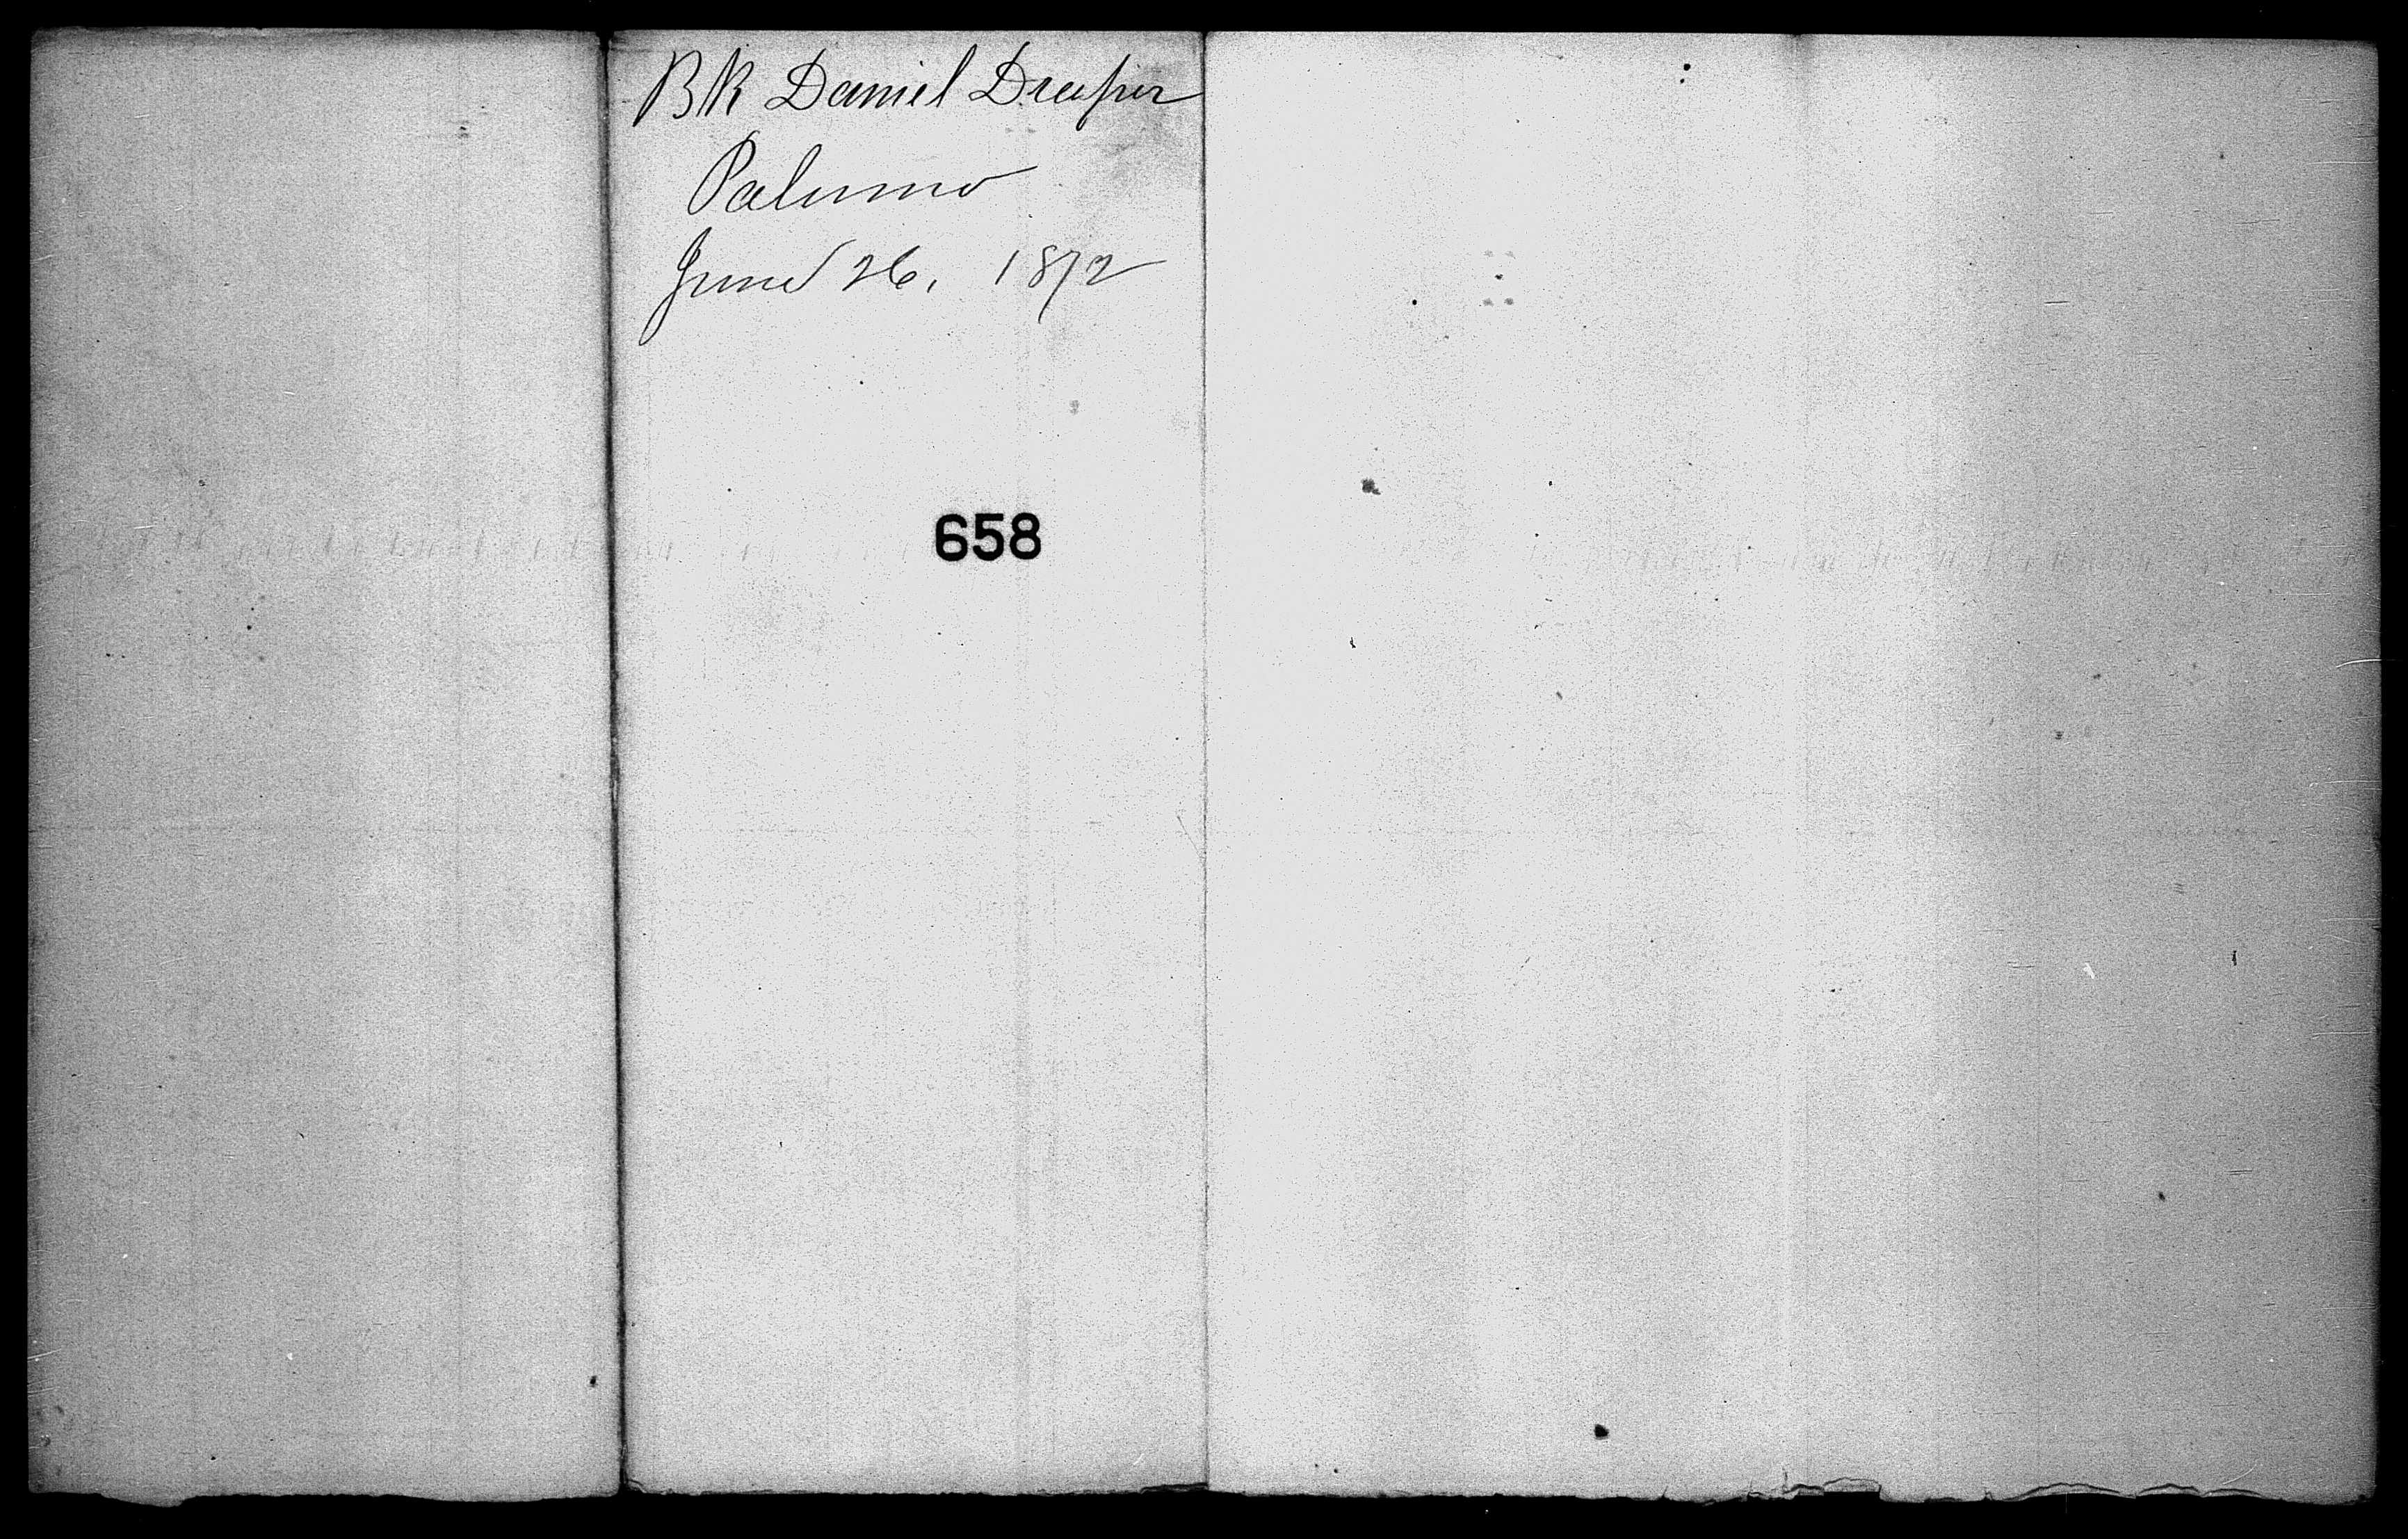 Bk Daniel Draper
Palermo
June 26, 1872
658